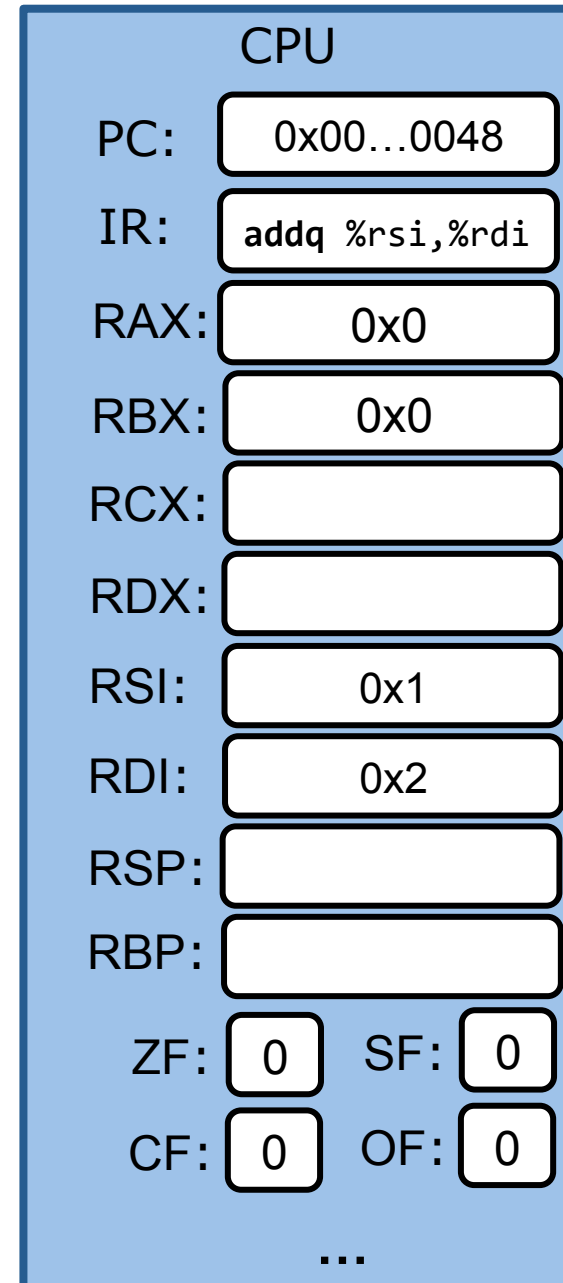 CPU
PC: 0x00...0048
IR: addq %rsi,%rdi
RAX: 0x0
RBX: 0x0
RCX:
RDX:
RSI: 0x1
RDI: 0x2
RSP:
RBP:
ZF: 0 SF: 0
CF: 0 OF: 0
...